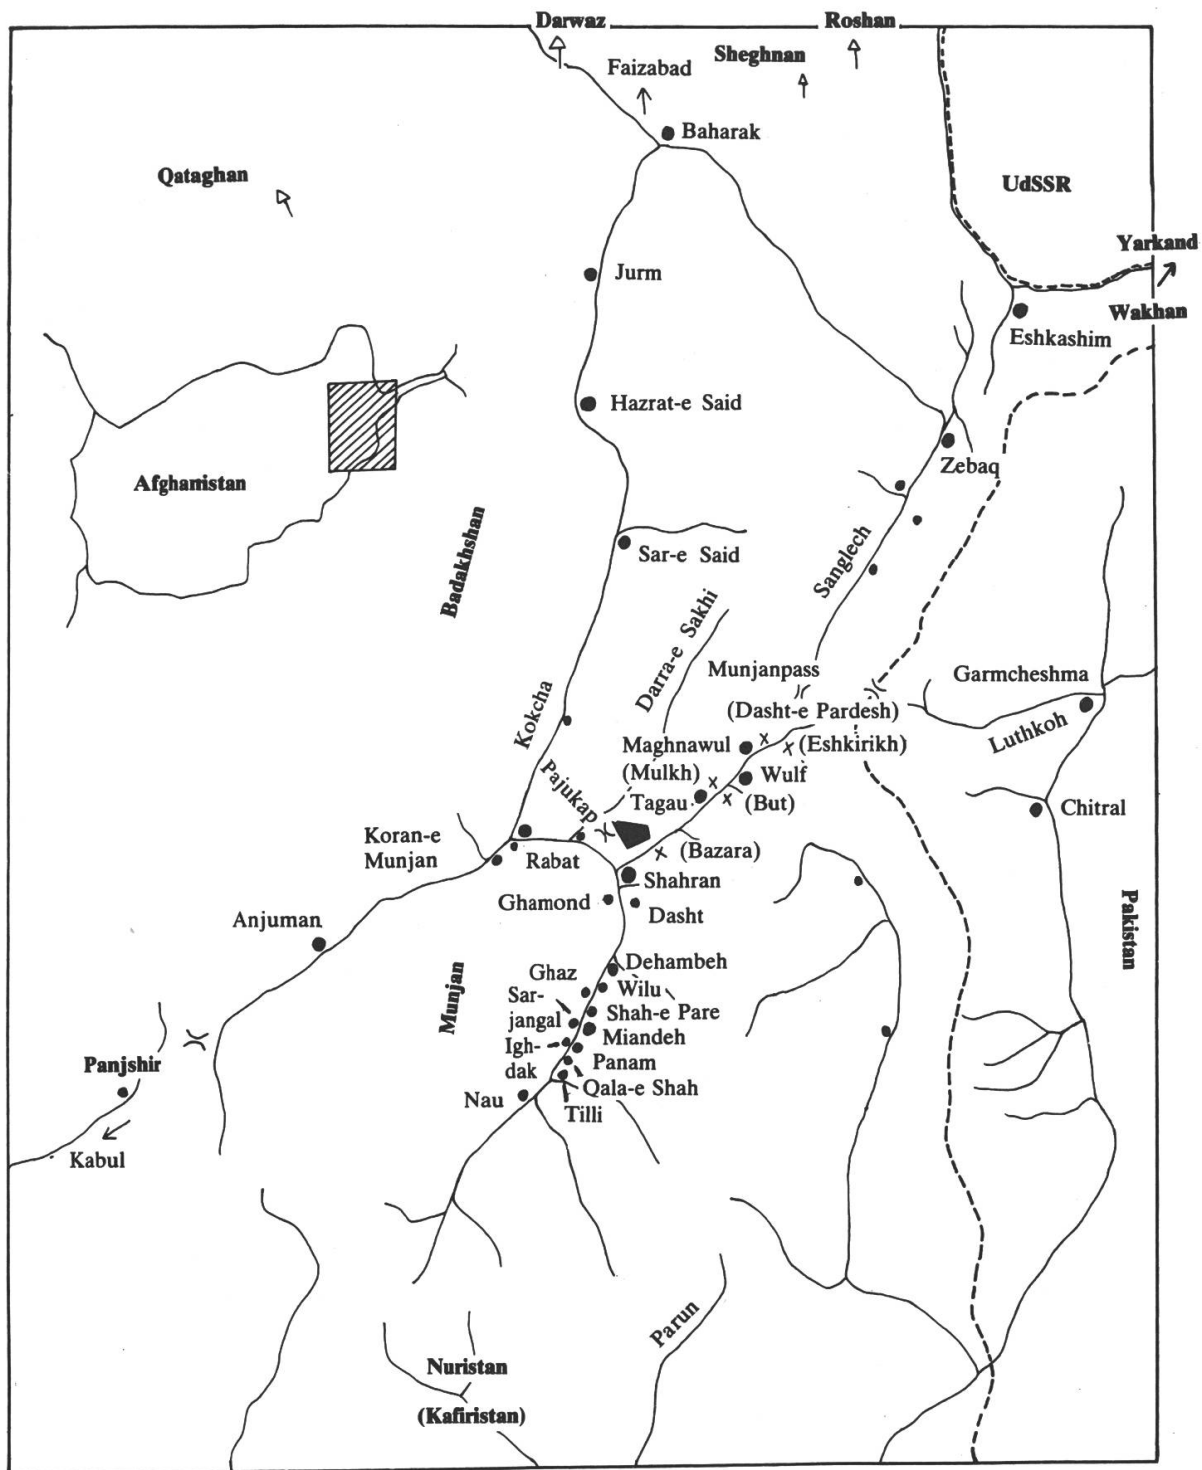 Darwaz
Roshan
Sheghnan
Faizabad
Baharak
Qataghan
UdSSR
Yarkand
Jurm
Wakhan
Eshkashim
Hazrat-e Said
Zebaq
Afghanistan
Badakhshan
Sar-e Said
Sanglech
Darra-e Sakhi
Munjanpass
Garmcheshma
(Dasht-e Pardesh)
Kokcha
Luthkoh
Maghnawul
(Eshkirikh)
(Mulkh)
Wulf
Pajukap
Tagau
(But)
Chitral
Koran-e
Munjan
Rabat
(Bazara)
Shahran
Ghamond
Dasht
Anjuman
Pakistan
Dehambeh
Ghaz
Wilu
Munjan
Sar-
jangal
Shah-e Pare
Miandeh
Igh-
dak
Panam
Panjshir
Qala-e Shah
Nau
Tilli
Kabul
Parun
Nuristan
(Kafiristan)